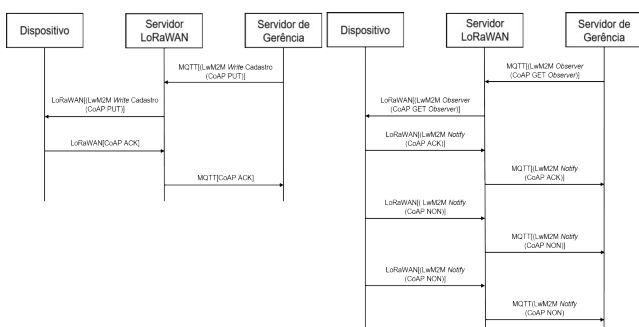 Dispositivo
Servidor
LoRaWAN
Servidor de
Gerência
MQTT[(LwM2M Write Cadastro
(CoAP PUT)]
LoRaWAN[(LwM2M Write Cadastro
(CoAP PUT)]
LoRaWAN[CoAP ACK]
MQTT[CoAP ACK]
Dispositivo
Servidor
LoRaWAN
Servidor de
Gerência
MQTT[(LwM2M Observer
(CoAP GET Observer)]
LoRaWAN[(LwM2M Observer
(CoAP GET Observer)]
LoRaWAN[(LwM2M Notify
(CoAP ACK)]
MQTT[(LwM2M Notify
(CoAP ACK)]
LoRaWAN[( LwM2M Notify
(CoAP NON)]
MQTT[(LwM2M Notify
(CoAP NON)]
LoRaWAN[(LwM2M Notify
(CoAP NON)]
MQTT(LwM2M Notify
(CoAP NON)